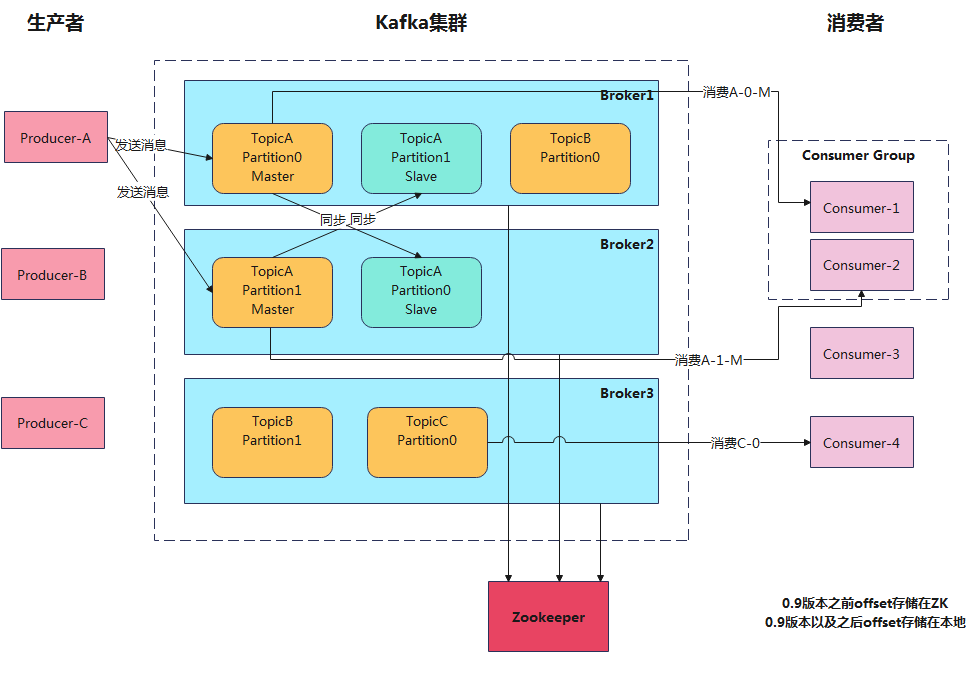 生产者
Kafka集群
消费者
Broker1
消费A-0-M
Producer-A
发送消息
TopicA
Partition0
Master
TopicA
Partition1
Slave
TopicB
Partition0
Consumer Group
Consumer-1
发送消息
同步
同步
Broker2
Consumer-2
Producer-B
TopicA
Partition1
Master
TopicA
Partition0
Slave
消费A-1-M
Consumer-3
Broker3
Producer-C
TopicB
Partition1
TopicC
Partition0
消费C-0
Consumer-4
Zookeeper
0.9版本之前offset存储在ZK
0.9版本以及之后offset存储在本地